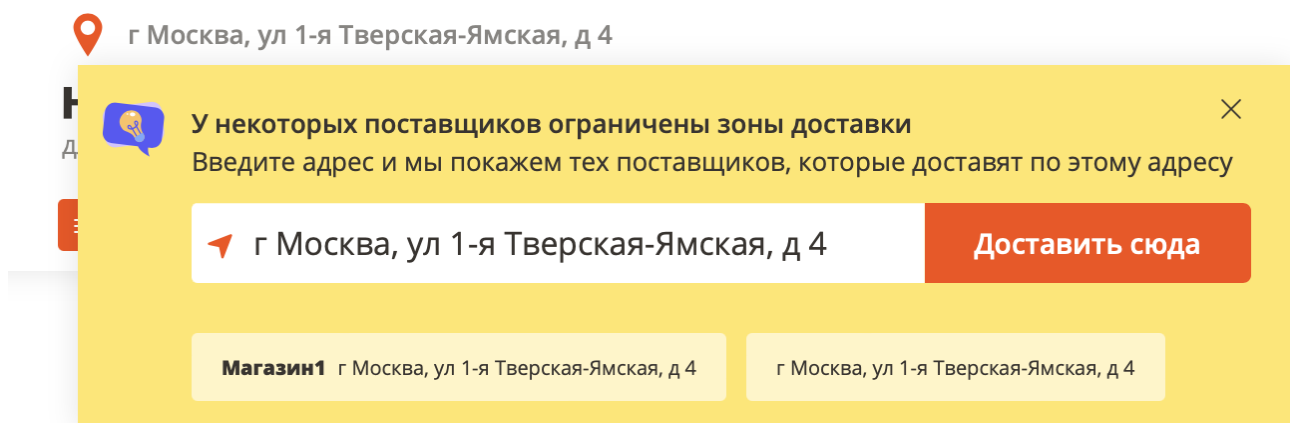 г Москва, ул 1-я Тверская-Ямская, д 4
У некоторых поставщиков ограничены зоны доставки
Введите адрес и мы покажем тех поставщиков, которые доставят по этому адресу
г Москва, ул 1-я Тверская-Ямская, д 4 Доставить сюда
Магазин1 г Москва, ул 1-я Тверская-Ямская, д 4 г Москва, ул 1-я Тверская-Ямская, д 4